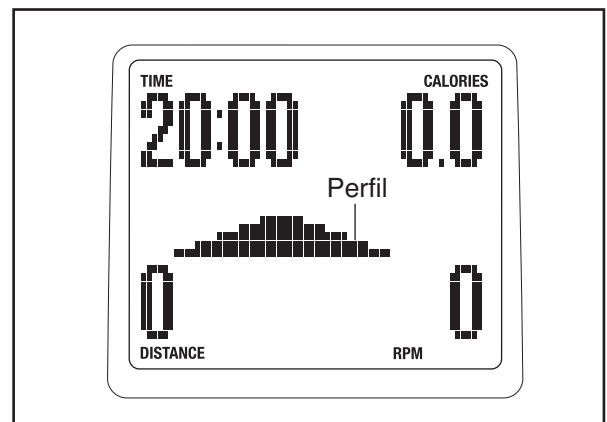 TIME CALORIES
20:00 0.0
Perfil
0 0
DISTANCE RPM